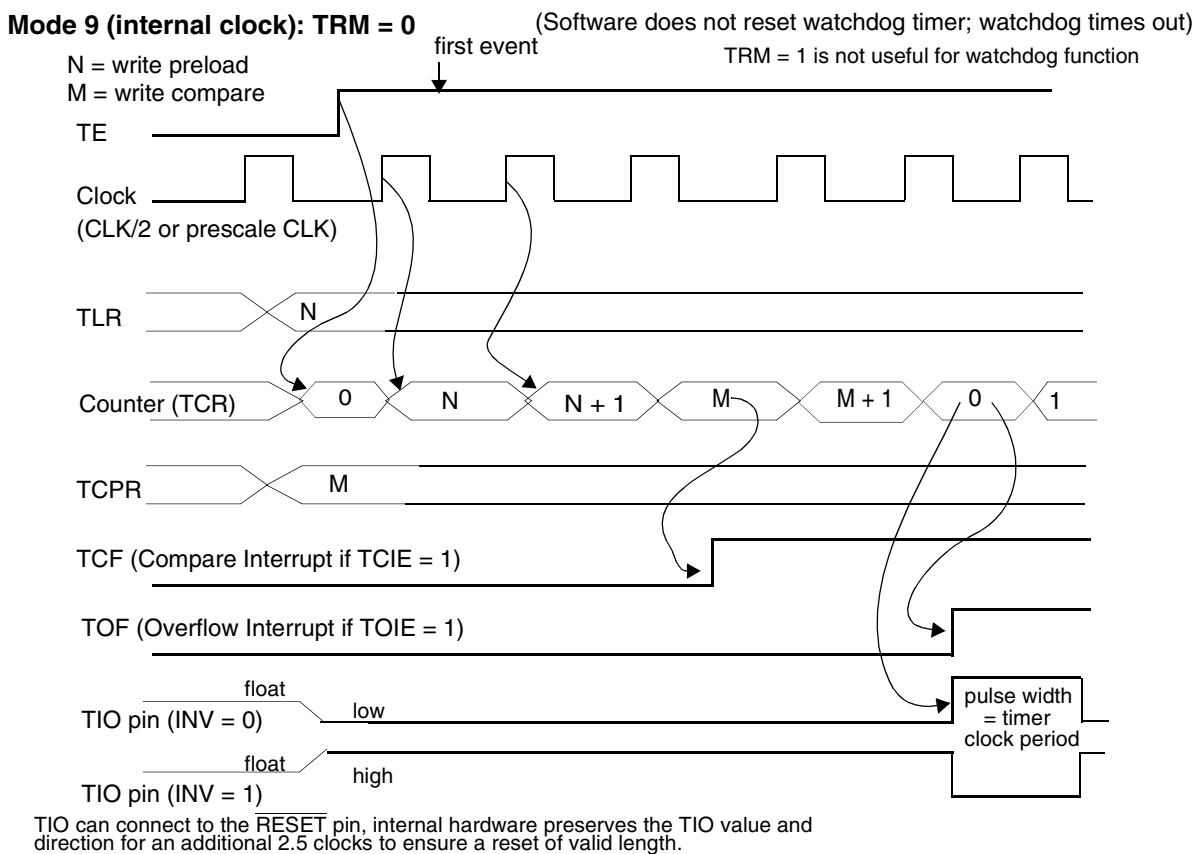 Mode 9 (internal clock): TRM = 0
(Software does not reset watchdog timer; watchdog times out)
first event
TRM = 1 is not useful for watchdog function
N = write preload
M = write compare
TE
Clock
(CLK/2 or prescale CLK)
TLR
N
Counter (TCR)
0
N
N + 1
M
M + 1
0
1
TCPR
M
TCF (Compare Interrupt if TCIE = 1)
TOF (Overflow Interrupt if TOIE = 1)
float
low
TIO pin (INV = 0)
pulse width
= timer
clock period
float
high
TIO pin (INV = 1)
TIO can connect to the RESET pin, internal hardware preserves the TIO value and
direction for an additional 2.5 clocks to ensure a reset of valid length.